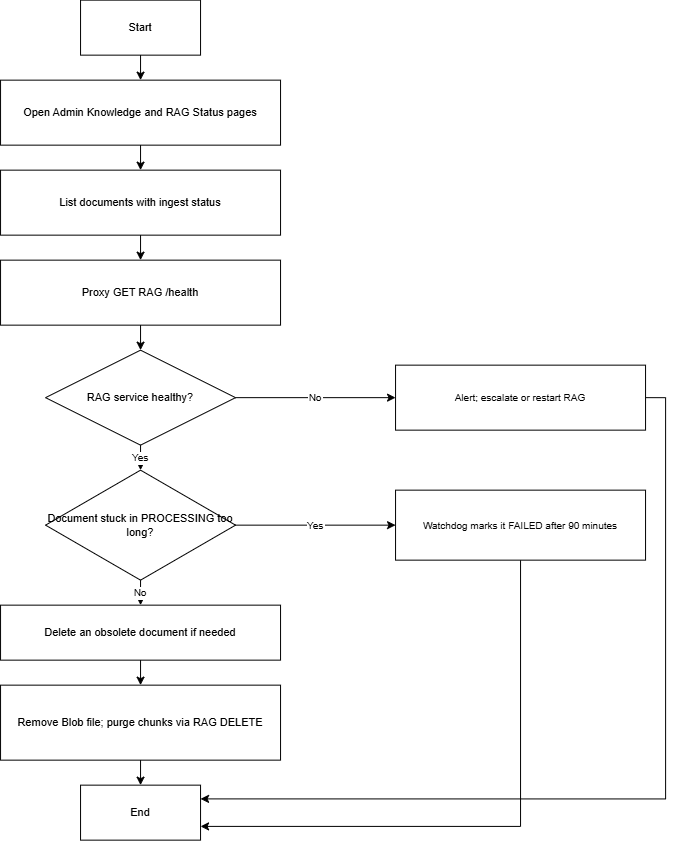 Start
Open Admin Knowledge and RAG Status pages
List documents with ingest status
Proxy GET RAG /health
RAG service healthy?
No
Alert; escalate or restart RAG
Yes
Document stuck in PROCESSING too
long?
Yes
Watchdog marks it FAILED after 90 minutes
No
Delete an obsolete document if needed
Remove Blob file; purge chunks via RAG DELETE
End